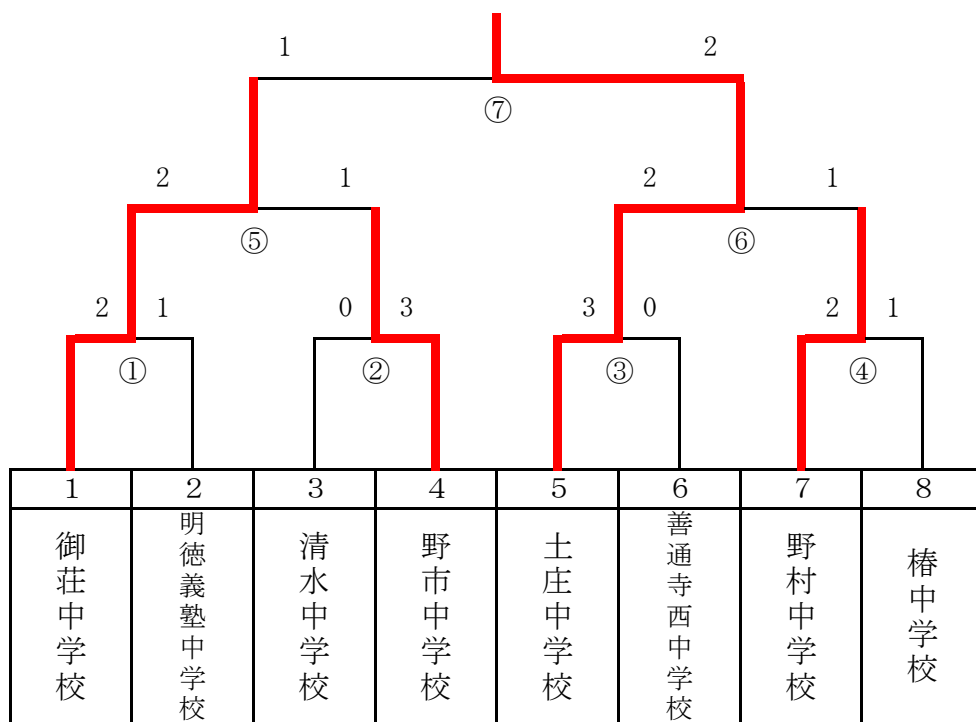 1 2
⑦
2 1 2 1
⑤ ⑥
2 1 0 3 3 0 2 1
① ② ③ ④
1 2 3 4 5 6 7 8
御荘中学校
明徳義塾中学校
清水中学校
野市中学校
土庄中学校
善通寺西中学校
野村中学校
椿中学校